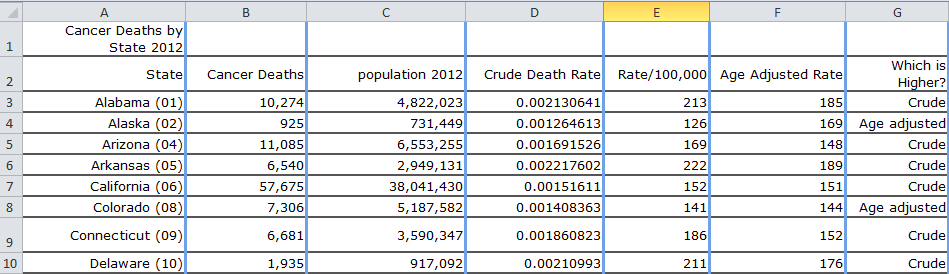 A B C D E F G
1 Cancer Deaths by
State 2012
2 State Cancer Deaths population 2012 Crude Death Rate Rate/100,000 Age Adjusted Rate Which is
Higher?
3 Alabama (01) 10,274 4,822,023 0.002130641 213 185 Crude
4 Alaska (02) 925 731,449 0.001264613 126 169 Age adjusted
5 Arizona (04) 11,085 6,553,255 0.001691526 169 148 Crude
6 Arkansas (05) 6,540 2,949,131 0.002217602 222 189 Crude
7 California (06) 57,675 38,041,430 0.00151611 152 151 Crude
8 Colorado (08) 7,306 5,187,582 0.001408363 141 144 Age adjusted
9 Connecticut (09) 6,681 3,590,347 0.001860823 186 152 Crude
10 Delaware (10) 1,935 917,092 0.00210993 211 176 Crude